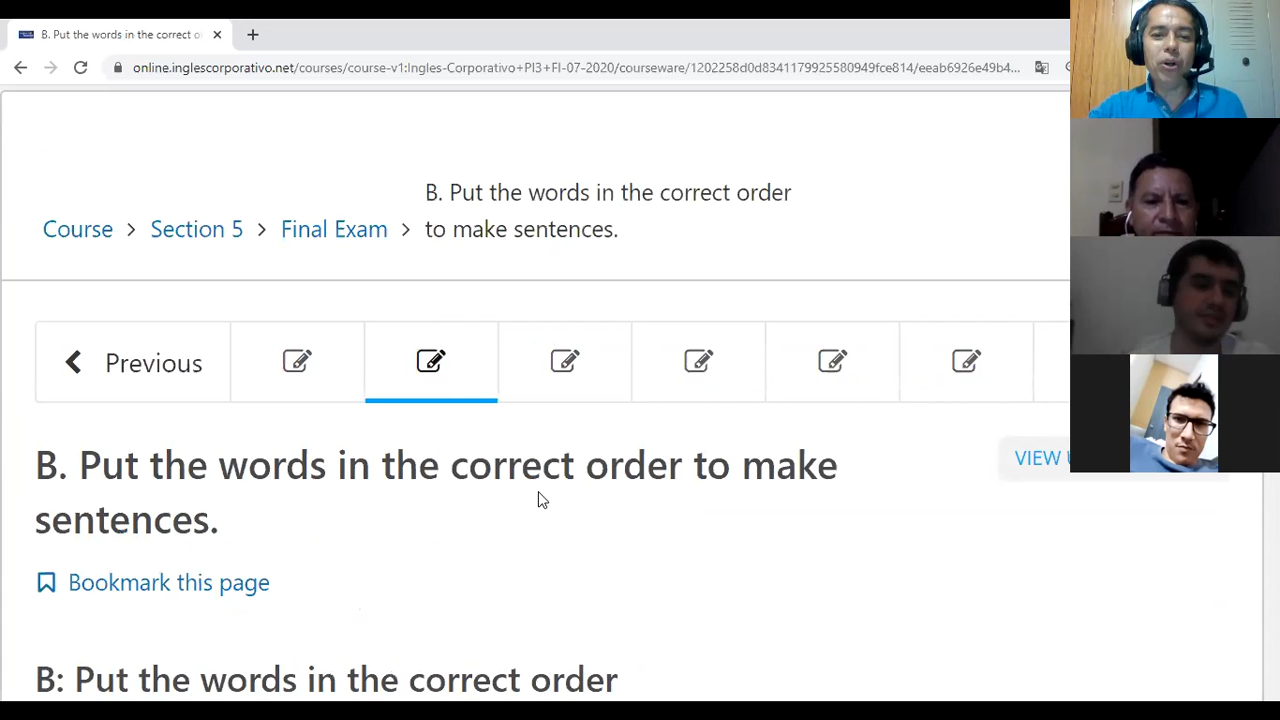 B. Put the words in the correct o
online.inglescorporativo.net/courses/course-v1:Ingles-Corporativo+PI3+FI-07-2020/courseware/1202258d0d8341179925580949fce814/eeab6926e49b4...
B. Put the words in the correct order
Course > Section 5 > Final Exam > to make sentences.
Previous
B. Put the words in the correct order to make
sentences.
VIEW
Bookmark this page
B: Put the words in the correct order